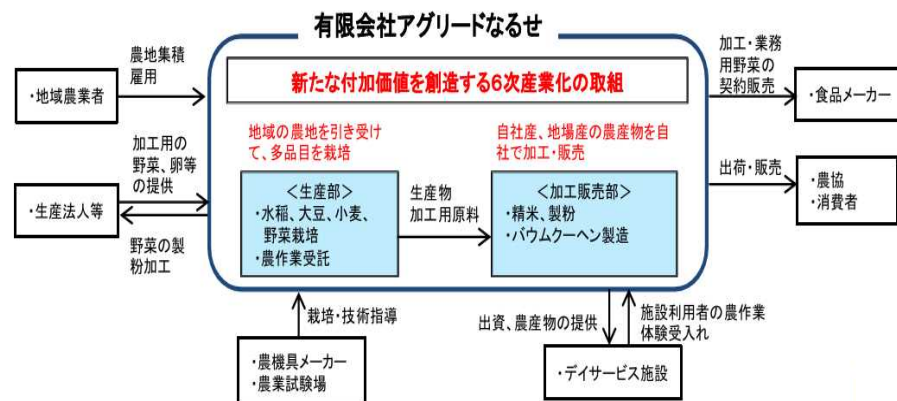 有限会社アグリードなるせ
新たな付加価値を創造する6次産業化の取組
農地集積
雇用
・地域農業者
加工用の
野菜、卵等
の提供
・生産法人等
野菜の製
粉加工
地域の農地を引き受け
て、多品目を栽培
＜生産部＞
・水稲、大豆、小麦、
野菜栽培
・農作業受託
生産物
加工用原料
自社産、地場産の農産物を自
社で加工・販売
＜加工販売部＞
・精米、製粉
・バウムクーヘン製造
加工・業務
用野菜の
契約販売
・食品メーカー
出荷・販売
・農協
・消費者
栽培・技術指導
・農機具メーカー
・農業試験場
出資、農産物の提供
施設利用者の農作業
体験受入れ
・デイサービス施設